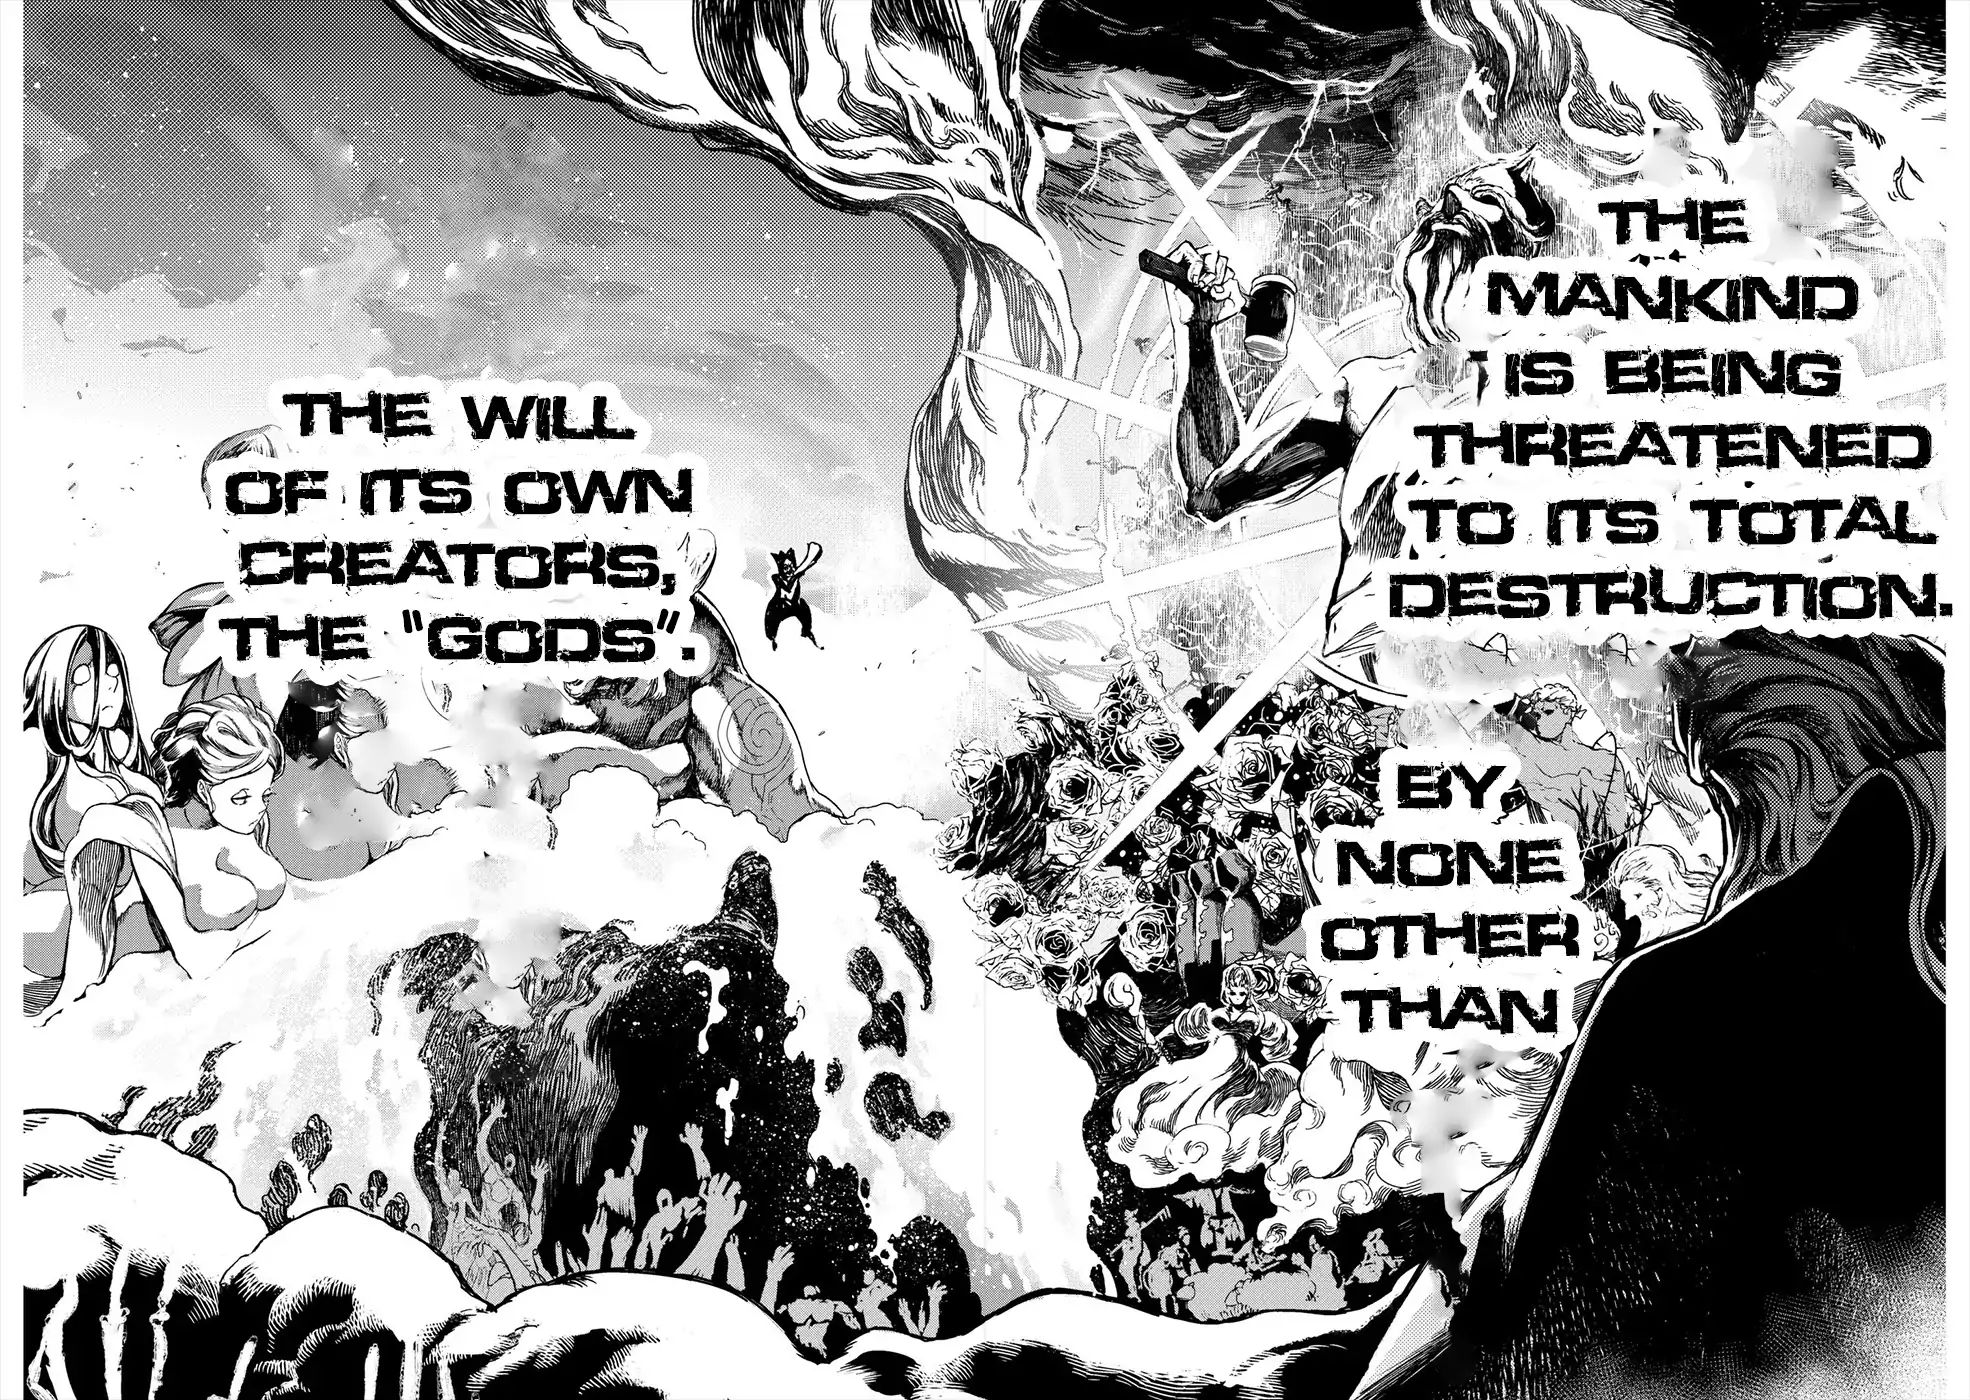 THE
MANKIND
IS BEING
THREATENED
TO ITS TOTAL
DESTRUCTION.
BY
NONE
OTHER
THAN
THE WILL
OF ITS OWN
CREATORS,
THE "GODS".